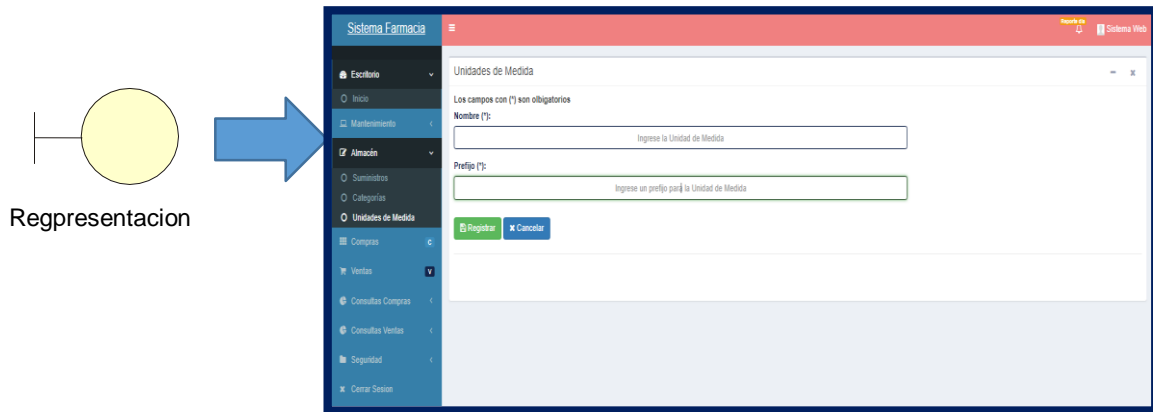 Regpresentacion
Sistema Farmacia
Reporte dia
Sistema Web
Escritorio
Inicio
Mantenimiento
Almacén
Suministros
Categorías
Unidades de Medida
Compras
C
Ventas
V
Consultas Compras
Consultas Ventas
Seguridad
Cerrar Sesion
Unidades de Medida
Los campos con (*) son olbigatorios
Nombre (*):
Ingrese la Unidad de Medida
Prefijo (*):
Ingrese un prefijo para la Unidad de Medida
Registrar
Cancelar